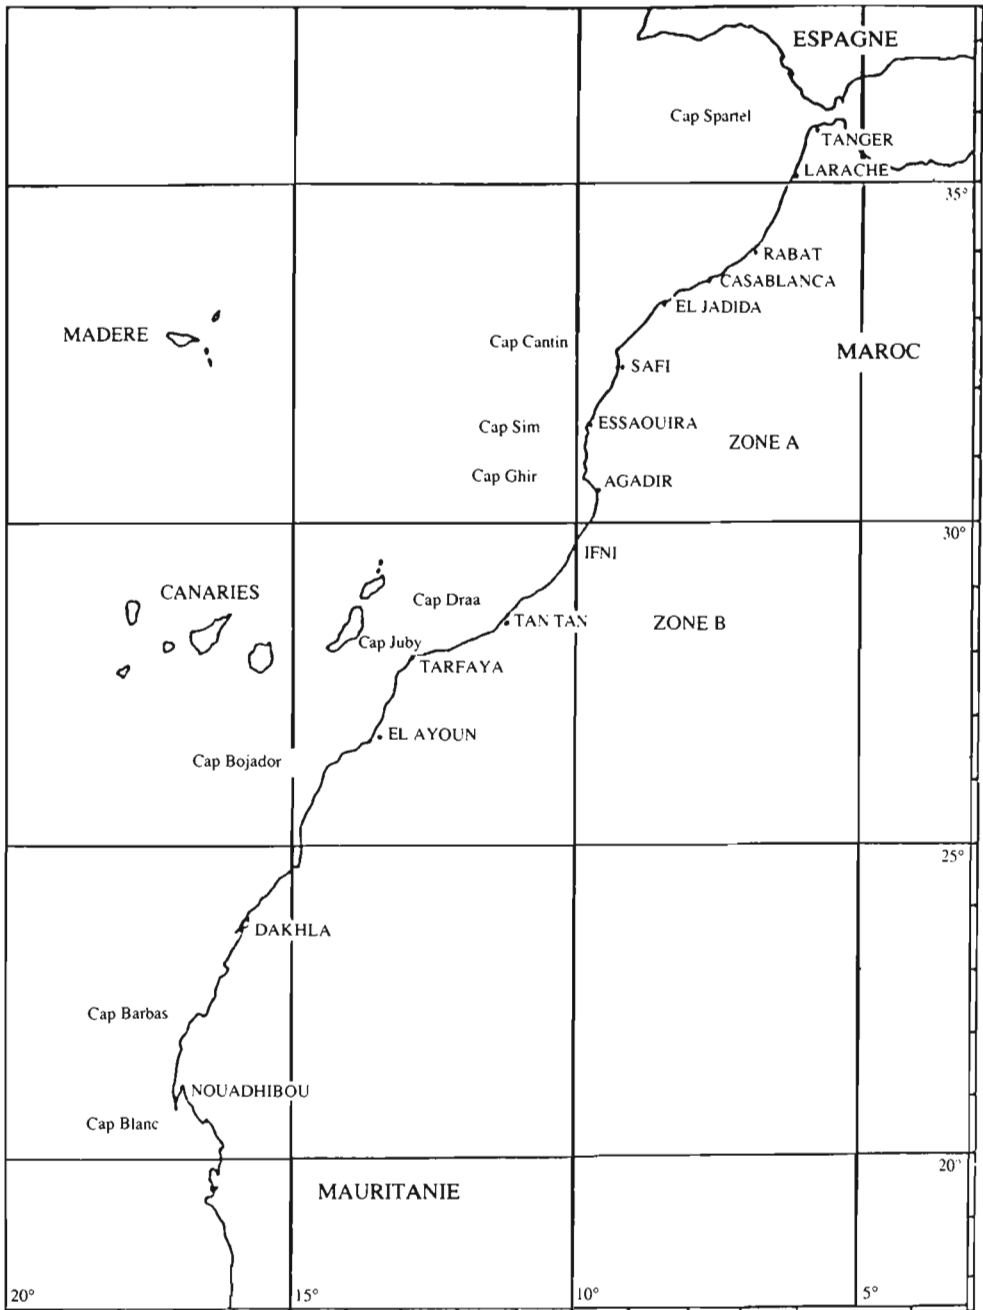 ESPAGNE
Cap Spartel
TANGER
LARACHE
35°
RABAT
CASABLANCA
EL JADIDA
MADERE
Cap Cantin
MAROC
SAFI
Cap Sim
ESSAOUIRA
ZONE A
Cap Ghir
AGADIR
30°
IFNI
CANARIES
Cap Draa
TAN TAN
ZONE B
Cap Juby
TARFAYA
EL AYOUN
Cap Bojador
25°
DAKHLA
Cap Barbas
NOUADHIBOU
Cap Blanc
20°
MAURITANIE
20°
15°
10°
5°